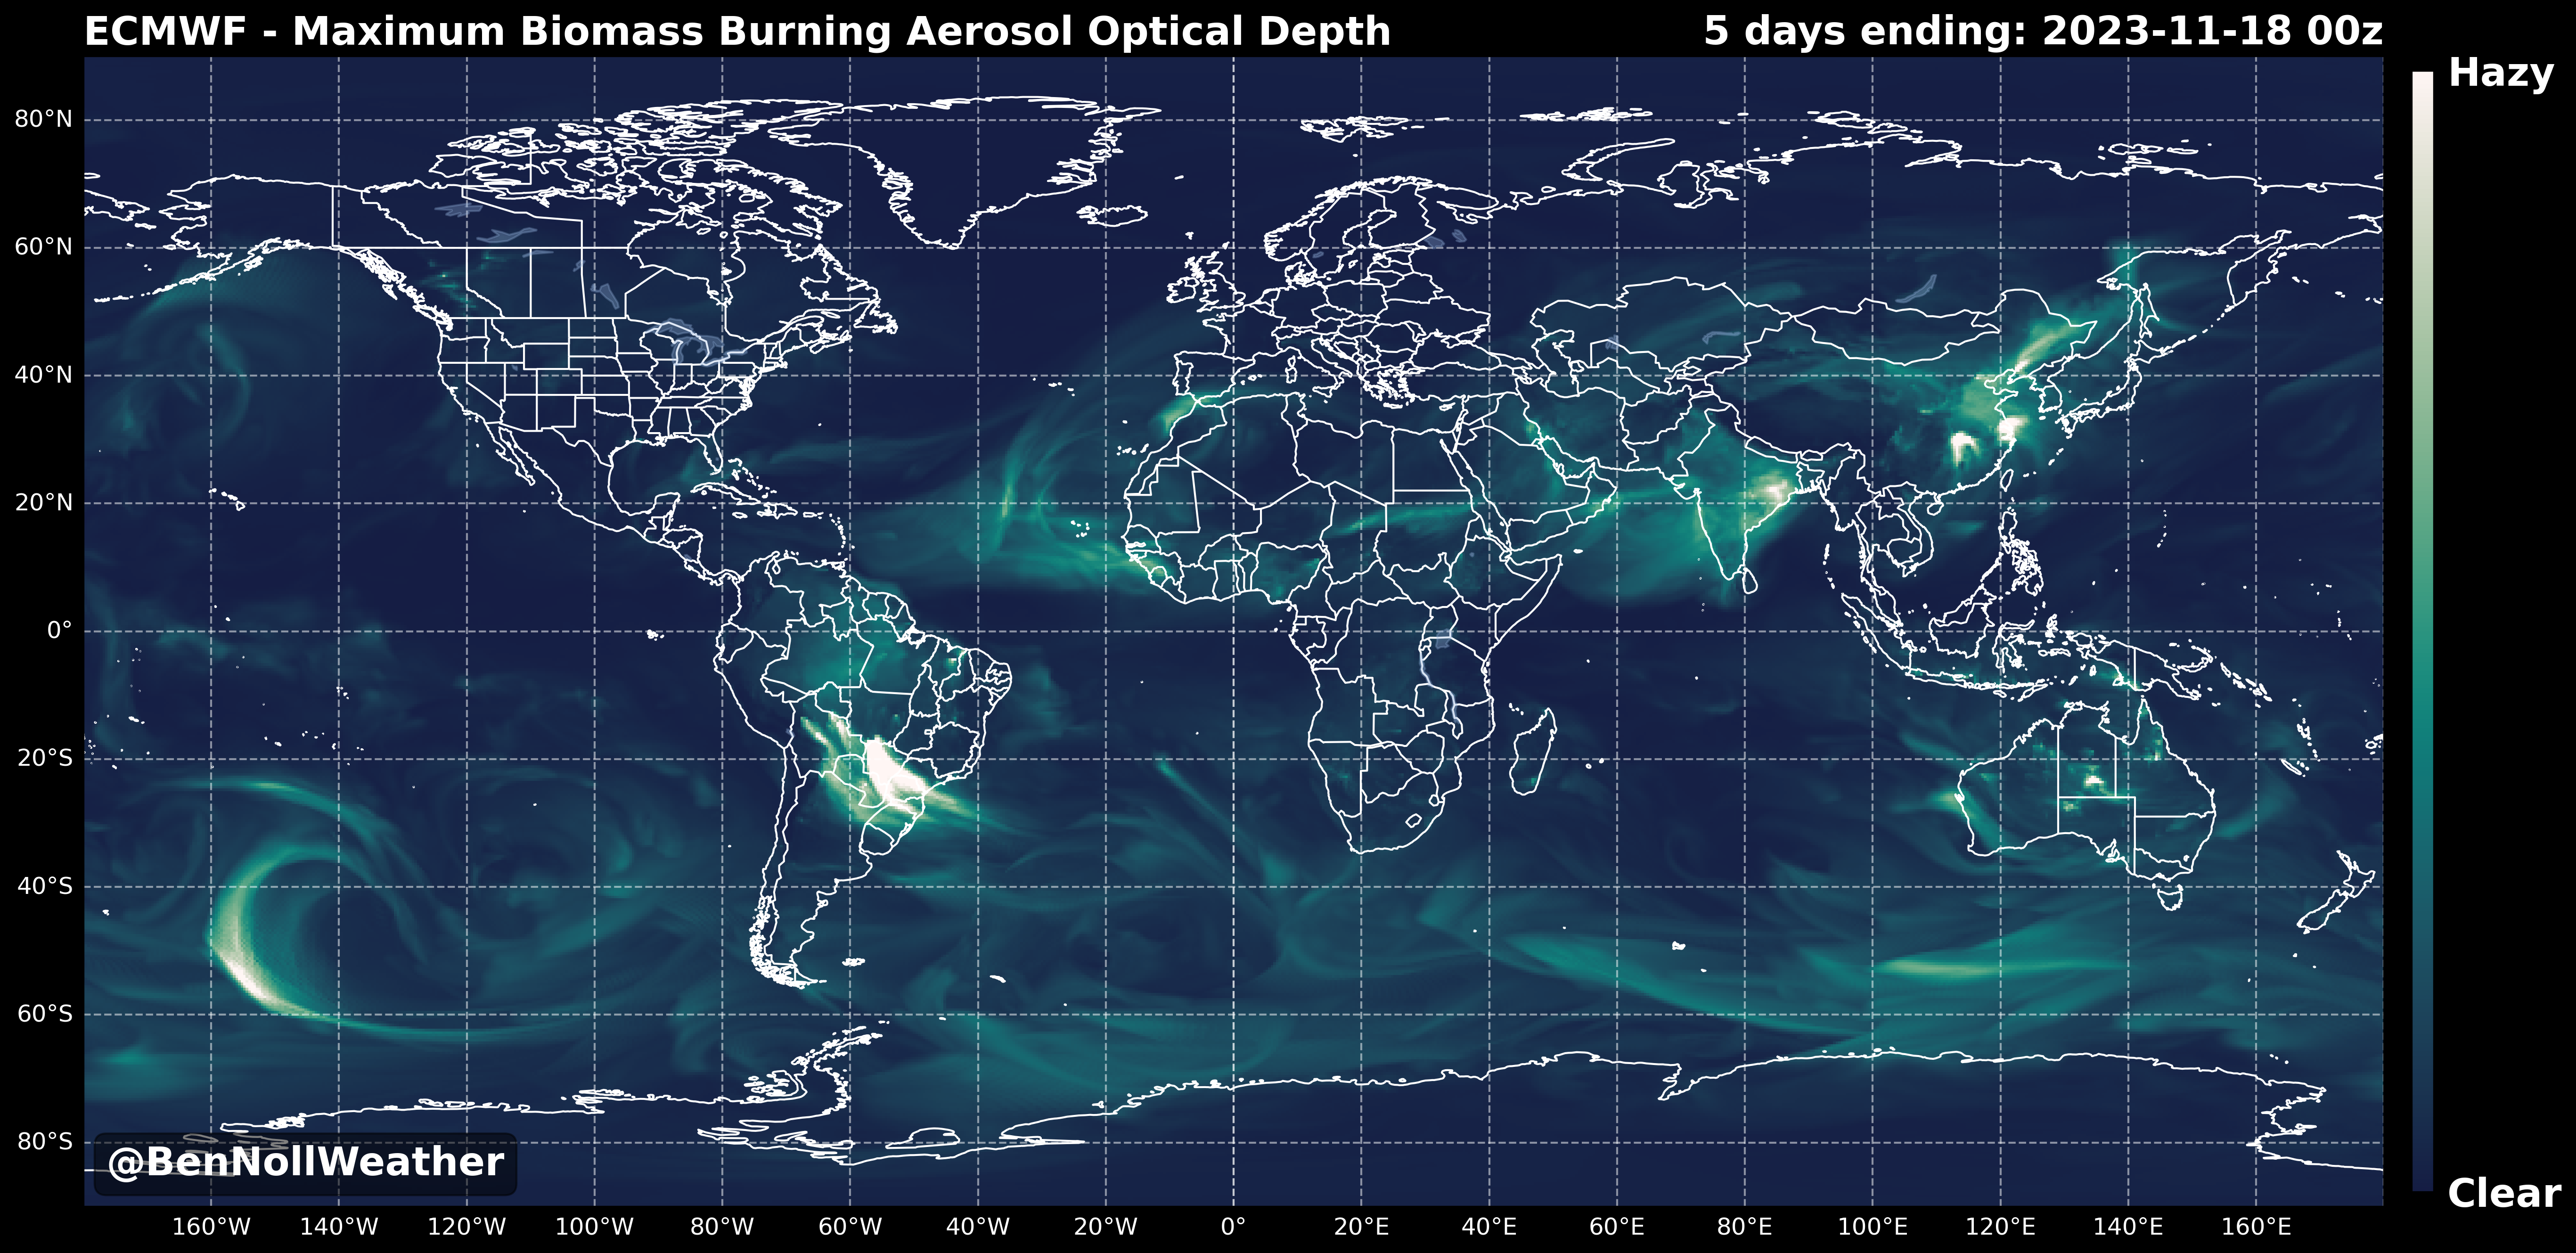 ECMWF - Maximum Biomass Burning Aerosol Optical Depth
5 days ending: 2023-11-18 00z
Hazy
80°N
60°N
40°N
20°N
0°
20°S
40°S
60°S
80°S
@BenNollWeather
Clear
160°W 140°W 120°W 100°W 80°W 60°W 40°W 20°W 0° 20°E 40°E 60°E 80°E 100°E 120°E 140°E 160°E